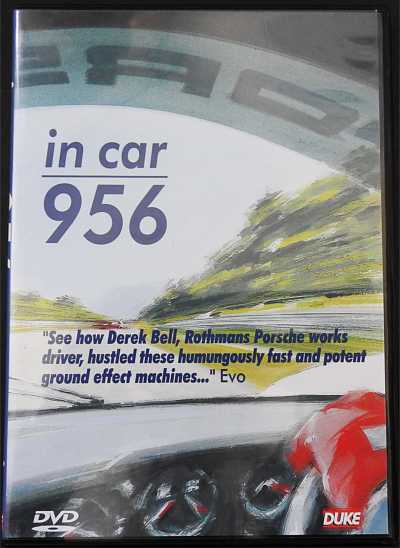 in car
956
"See how Derek Bell, Rothmans Porsche works
driver, hustled these humungously fast and potent
ground effect machines..." Evo
DVD
DUKE